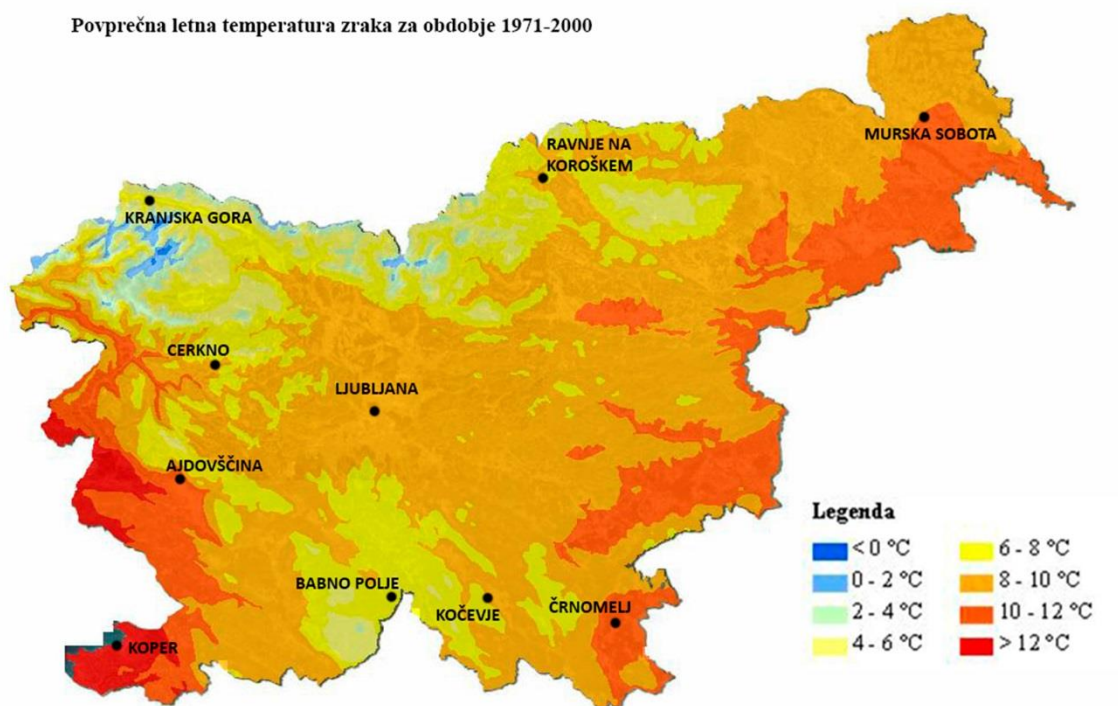 Povprečna letna temperatura zraka za obdobje 1971-2000
MURSKA SOBOTA
RAVNJE NA
KOROŠKEM
KRANJSKA GORA
CERKNO
LJUBLJANA
AJDOVŠČINA
BABNO POLJE
KOČEVJE
ČRNOMELJ
KOPER
Legenda
< 0 °C
0 - 2 °C
2 - 4 °C
4 - 6 °C
6 - 8 °C
8 - 10 °C
10 - 12 °C
> 12 °C